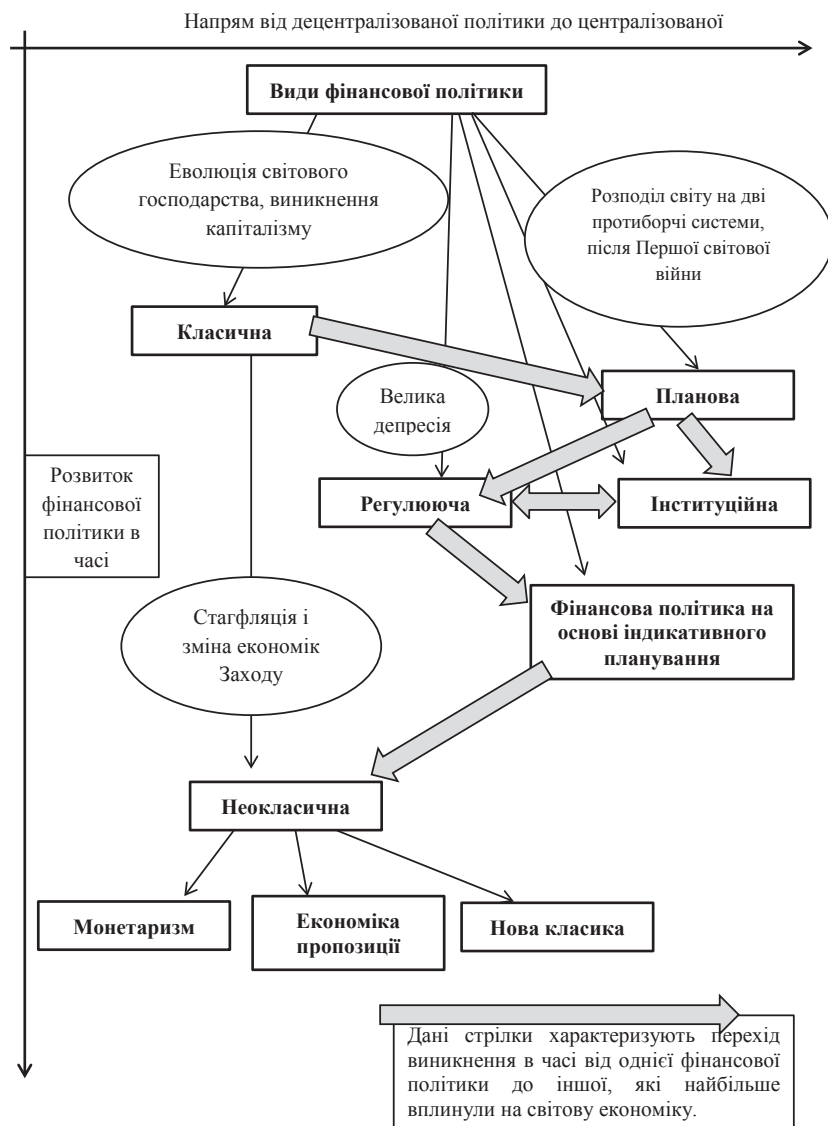 Напрям від децентралізованої політики до централізованої
Види фінансової політики
Еволюція світового
господарства, виникнення
капіталізму
Розподіл світу на дві
протиборчі системи,
після Першої світової
війни
Класична
Планова
Велика
депресія
Розвиток
фінансової
політики в
часі
Регулююча
Інституційна
Стагфляція і
зміна економік
Заходу
Фінансова політика на
основі індикативного
планування
Неокласична
Монетаризм
Економіка
пропозиції
Нова класика
Дані стрілки характеризують перехід
виникнення в часі від однієї фінансової
політики до іншої, які найбільше
вплинули на світову економіку.